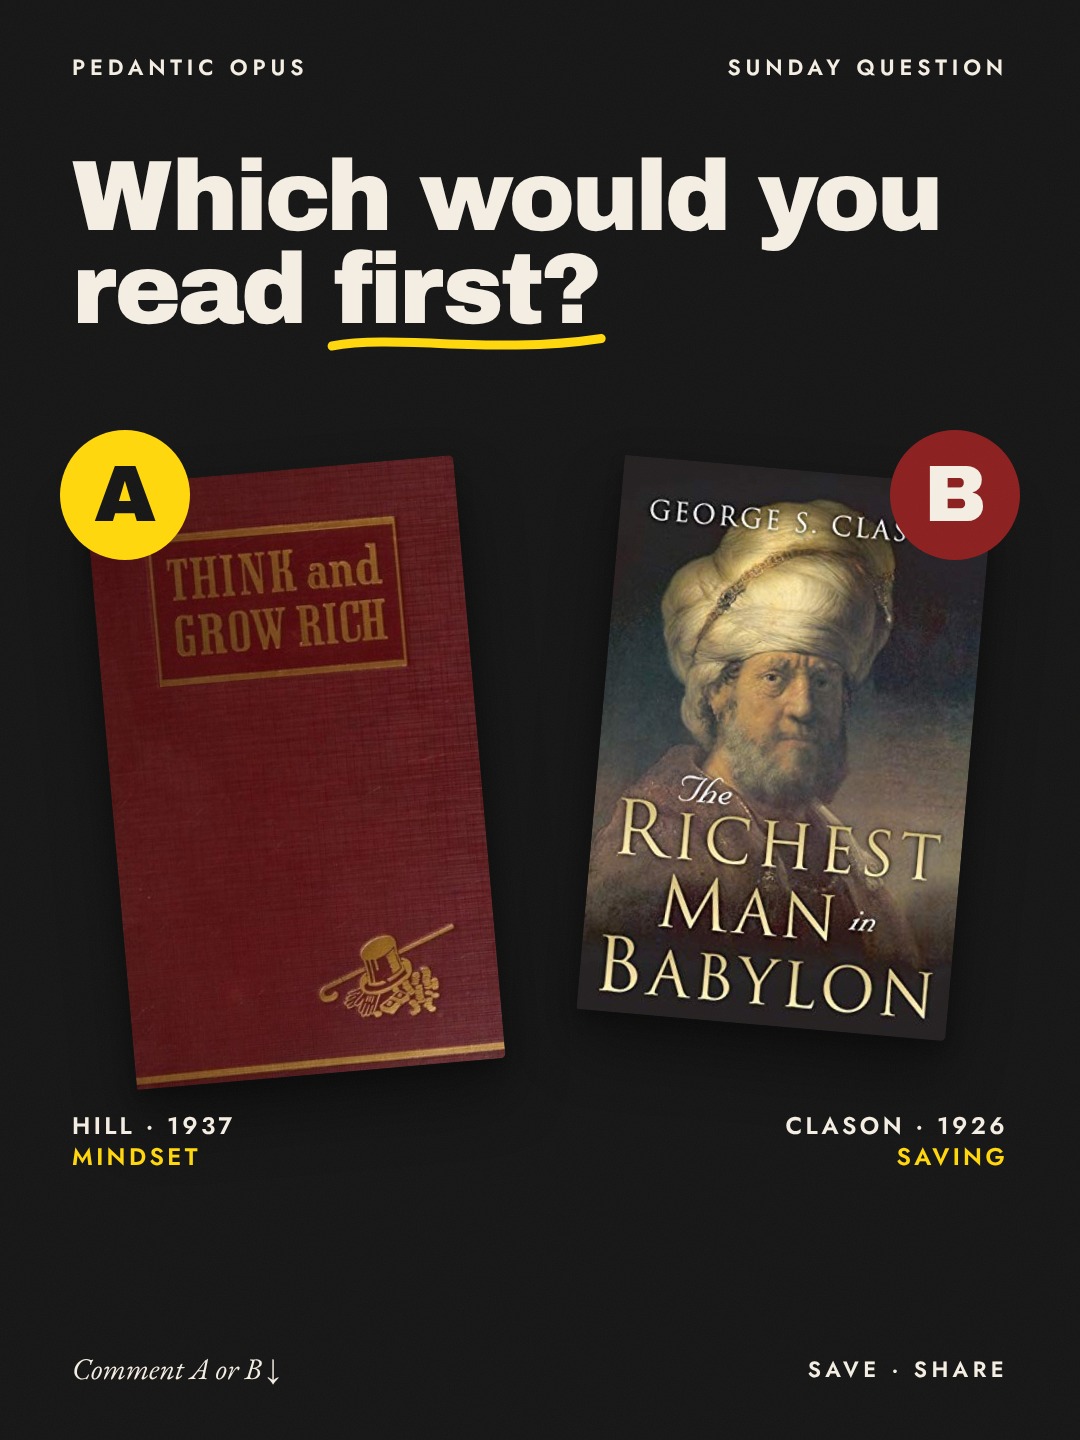 PEDANTIC OPUS
SUNDAY QUESTION
Which would you
read first?
A
THINK and
GROW RICH
B
GEORGE S. CLAS
The
RICHEST
MAN in
BABYLON
HILL · 1937
MINDSET
CLASON · 1926
SAVING
Comment A or B ↓
SAVE · SHARE